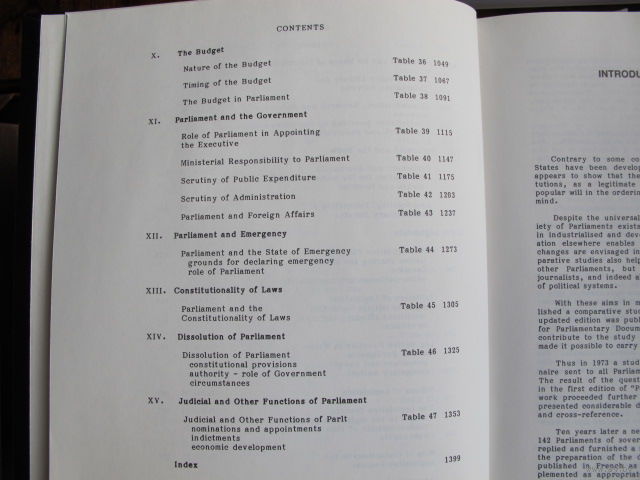 CONTENTS
X. The Budget
Nature of the Budget Table 36 1049
Timing of the Budget Table 37 1067
The Budget in Parliament Table 38 1091
XI. Parliament and the Government
Role of Parliament in Appointing
the Executive Table 39 1115
Ministerial Responsibility to Parliament Table 40 1147
Scrutiny of Public Expenditure Table 41 1175
Scrutiny of Administration Table 42 1203
Parliament and Foreign Affairs Table 43 1237
XII. Parliament and Emergency
Parliament and the State of Emergency Table 44 1273
grounds for declaring emergency
role of Parliament
XIII. Constitutionality of Laws
Parliament and the Table 45 1305
Constitutionality of Laws
XIV. Dissolution of Parliament
Dissolution of Parliament Table 46 1325
constitutional provisions
authority - role of Government
circumstances
XV. Judicial and Other Functions of Parliament
Judicial and Other Functions of Parlt Table 47 1353
nominations and appointments
indictments
economic development
Index 1399
INTRODU
Contrary to some co
States have been develop
appears to show that the
tutions, as a legitimate
popular will in the ordering
mind.
Despite the universal
iety of Parliaments exists
in industrialised and deve
ation elsewhere enables
changes are envisaged in
parative studies also help
other Parliaments, but
journalists, and indeed a
of political systems.
With these aims in m
lished a comparative stud
updated edition was publ
for Parliamentary Docum
contribute to the study
made it possible to carry
Thus in 1973 a stud
naire sent to all Parliam
The result of the quest
in the first edition of "P
work proceeded further
presented considerable d
and cross-reference.
Ten years later a ne
142 Parliaments of sover
replied and furnished a
the preparation of the d
published in French as
plemented as appropriat